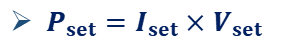 ➢ P_set = I_set × V_set